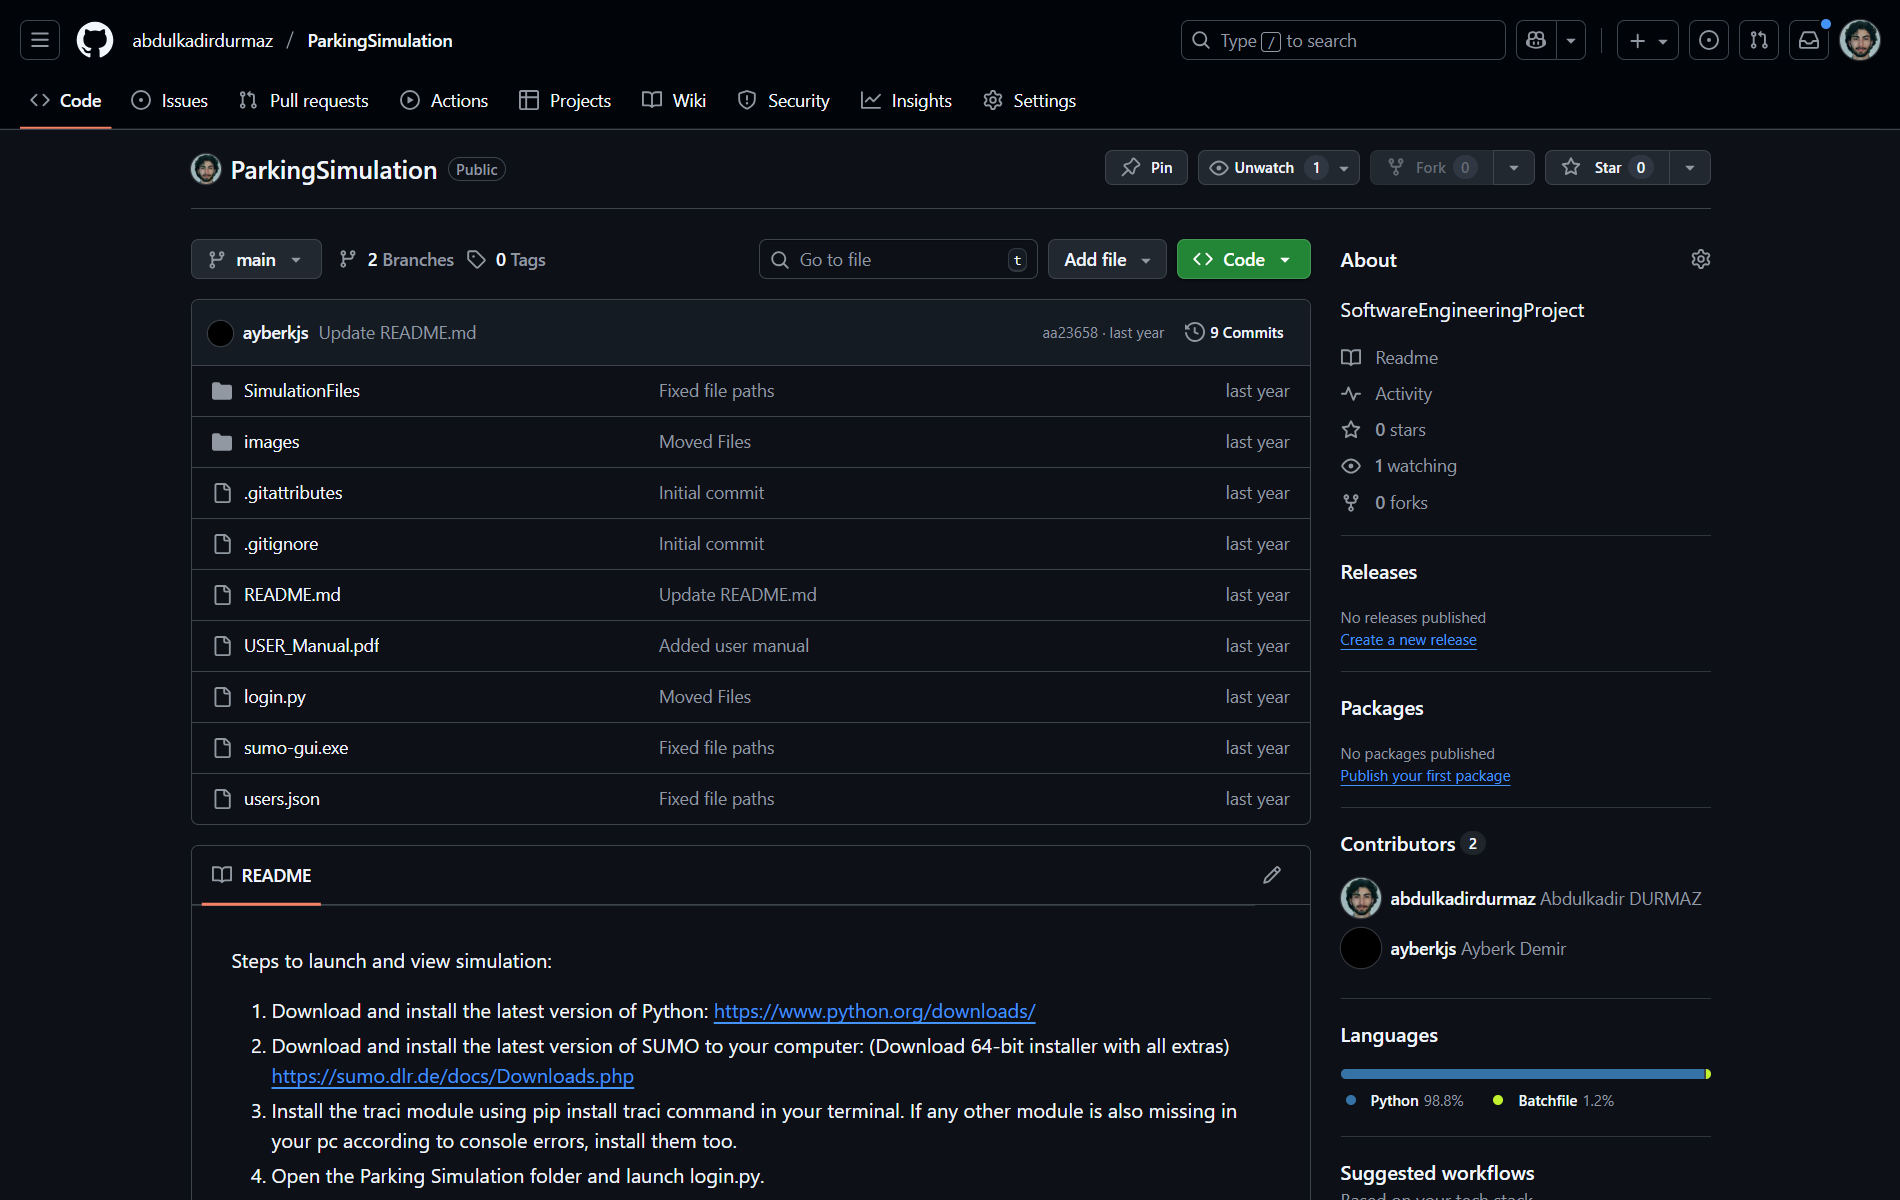 abdulkadirdurmaz / ParkingSimulation
Type / to search
Code
Issues
Pull requests
Actions
Projects
Wiki
Security
Insights
Settings
ParkingSimulation
Public
Pin
Unwatch 1
Fork 0
Star 0
main
2 Branches
0 Tags
Go to file
t
Add file
Code
ayberkjs Update README.md
aa23658 · last year
9 Commits
SimulationFiles Fixed file paths last year
images Moved Files last year
.gitattributes Initial commit last year
.gitignore Initial commit last year
README.md Update README.md last year
USER_Manual.pdf Added user manual last year
login.py Moved Files last year
sumo-gui.exe Fixed file paths last year
users.json Fixed file paths last year
README
Steps to launch and view simulation:
1. Download and install the latest version of Python: https://www.python.org/downloads/
2. Download and install the latest version of SUMO to your computer: (Download 64-bit installer with all extras)
https://sumo.dlr.de/docs/Downloads.php
3. Install the traci module using pip install traci command in your terminal. If any other module is also missing in
your pc according to console errors, install them too.
4. Open the Parking Simulation folder and launch login.py.
About
SoftwareEngineeringProject
Readme
Activity
0 stars
1 watching
0 forks
Releases
No releases published
Create a new release
Packages
No packages published
Publish your first package
Contributors 2
abdulkadirdurmaz Abdulkadir DURMAZ
ayberkjs Ayberk Demir
Languages
Python 98.8%
Batchfile 1.2%
Suggested workflows
Based on your tech stack